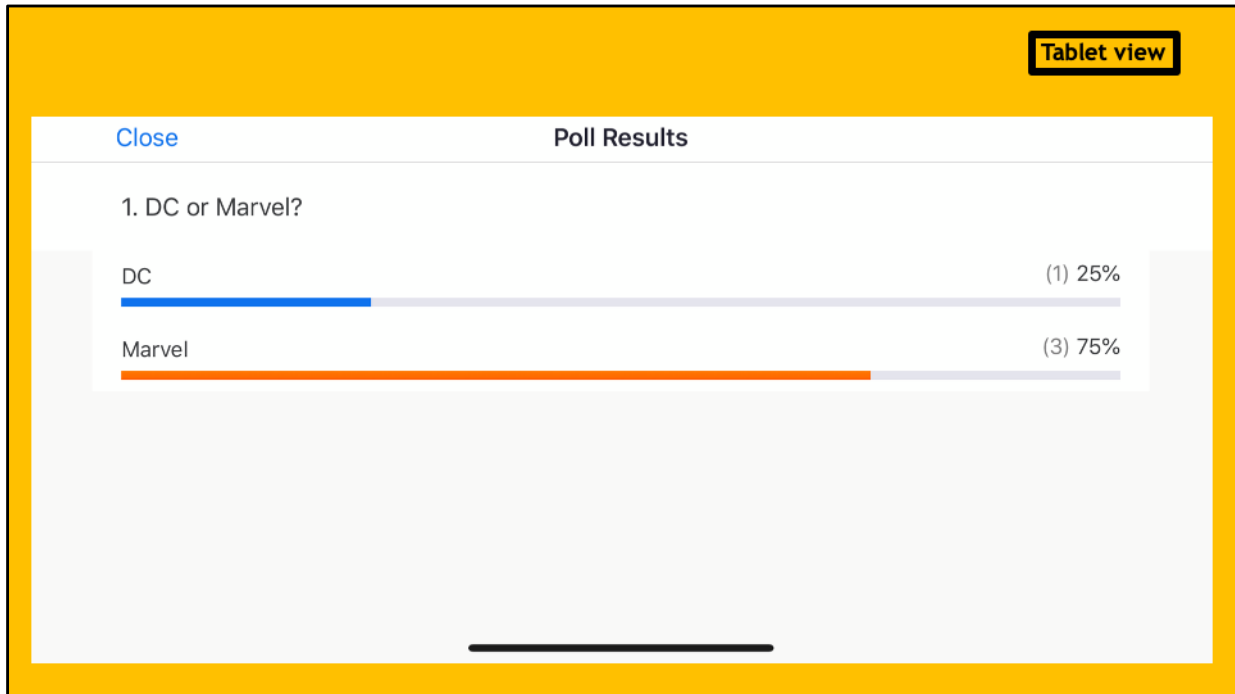 Tablet view
Close Poll Results
1. DC or Marvel?
DC (1) 25%
Marvel (3) 75%